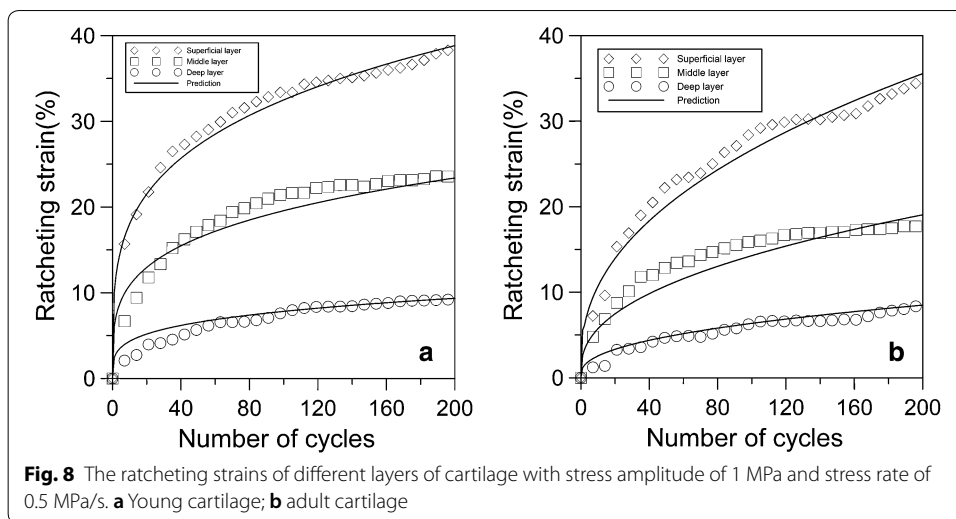 40
30
20
10
0
Ratcheting strain(%)
Superficial layer
Middle layer
Deep layer
Prediction
a
0 40 80 120 160 200
Number of cycles
40
30
20
10
0
Ratcheting strain(%)
Superficial layer
Middle layer
Deep layer
Prediction
b
0 40 80 120 160 200
Number of cycles
Fig. 8 The ratcheting strains of different layers of cartilage with stress amplitude of 1 MPa and stress rate of
0.5 MPa/s. a Young cartilage; b adult cartilage